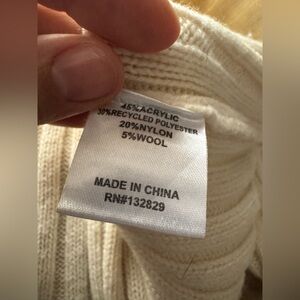 45%ACRYLIC
30%RECYCLED POLYESTER
20%NYLON
5%WOOL
MADE IN CHINA
RN#132829